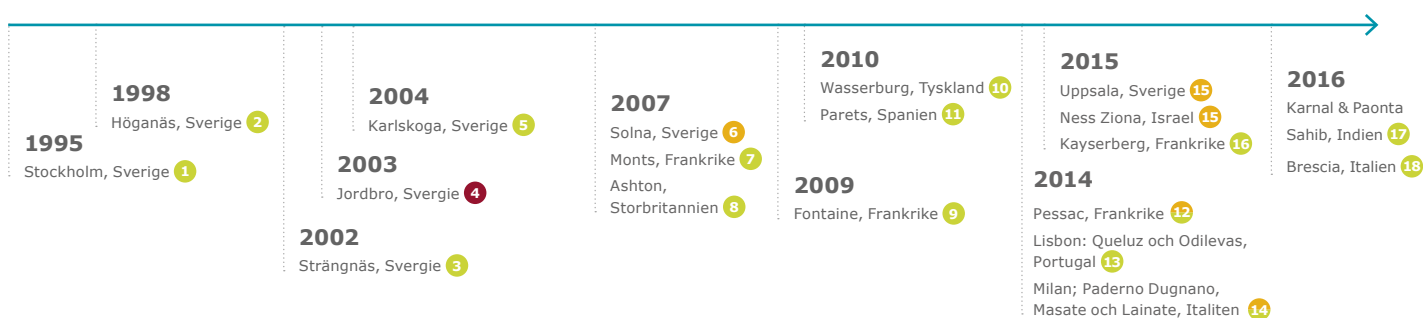 1995
Stockholm, Sverige 1
1998
Höganäs, Sverige 2
2002
Strängnäs, Svergie 3
2003
Jordbro, Svergie 4
2004
Karlskoga, Sverige 5
2007
Solna, Sverige 6
Monts, Frankrike 7
Ashton,
Storbritannien 8
2009
Fontaine, Frankrike 9
2010
Wasserburg, Tyskland 10
Parets, Spanien 11
2014
Pessac, Frankrike 12
Lisbon: Queluz och Odilevas,
Portugal 13
Milan; Paderno Dugnano,
Masate och Lainate, Italiten 14
2015
Uppsala, Sverige 15
Ness Ziona, Israel 15
Kayserberg, Frankrike 16
2016
Karnal & Paonta
Sahib, Indien 17
Brescia, Italien 18